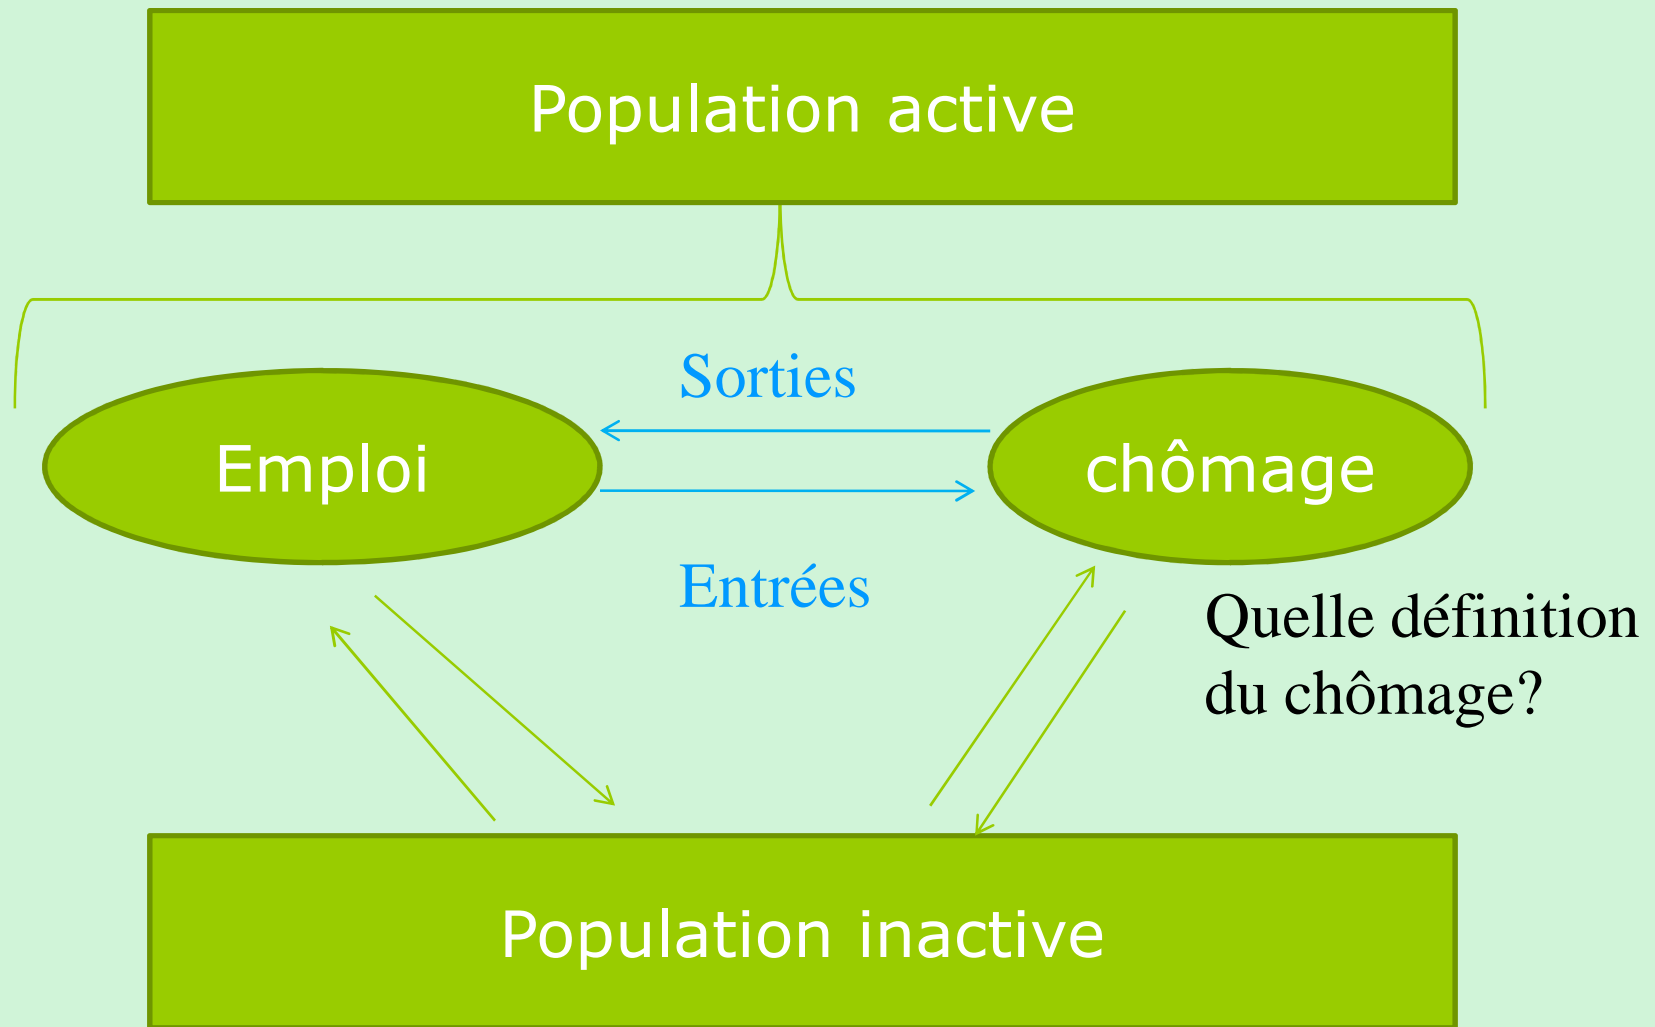 Population active
Sorties
Emploi
chômage
Entrées
Quelle définition
du chômage?
Population inactive